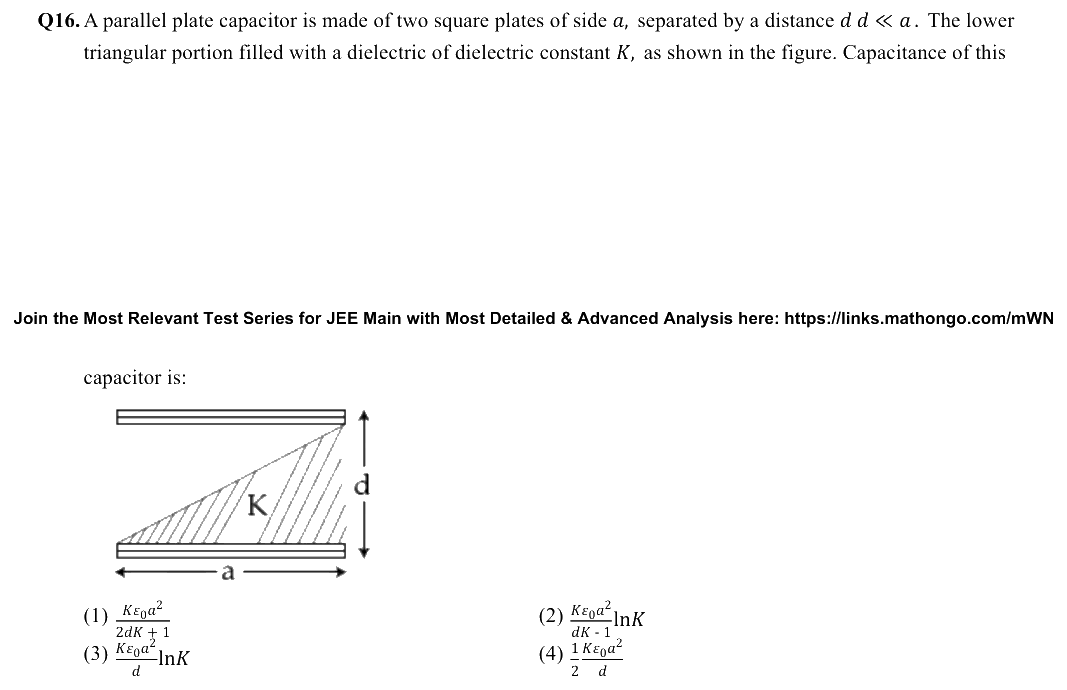 Q16. A parallel plate capacitor is made of two square plates of side a, separated by a distance d d ≪ a . The lower
triangular portion filled with a dielectric of dielectric constant K, as shown in the figure. Capacitance of this
Join the Most Relevant Test Series for JEE Main with Most Detailed & Advanced Analysis here: https://links.mathongo.com/mWN
capacitor is:
K
d
a
(1) Kε₀a² / 2dK + 1
(2) Kε₀a² / dK - 1 lnK
(3) Kε₀a² / d lnK
(4) 1/2 Kε₀a² / d